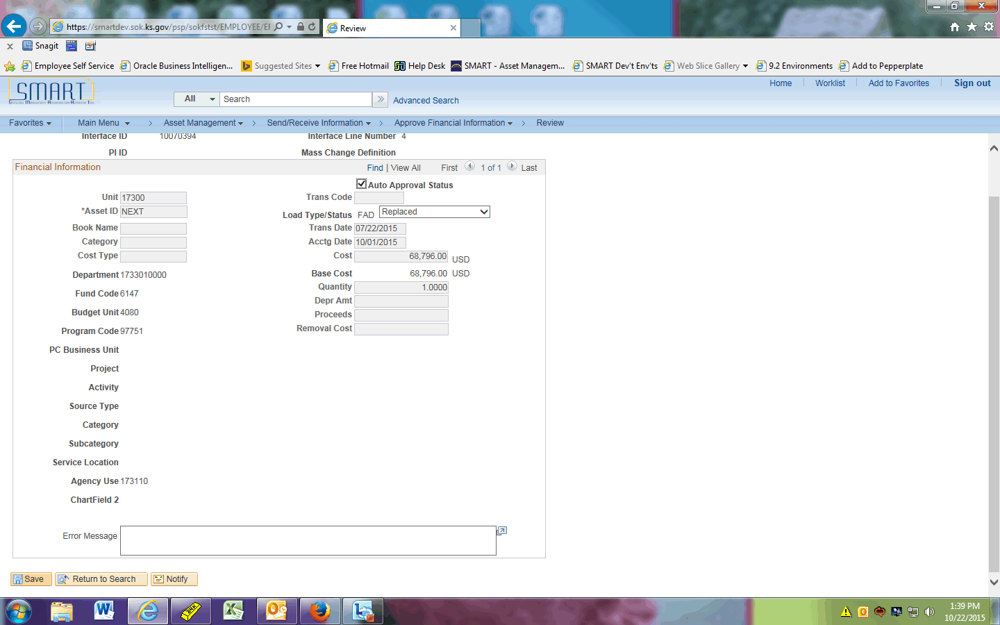 https://smartdev.sok.ks.gov/psp/sokfstst/EMPLOYEE/EI
Review
Snagit
Employee Self Service Oracle Business Intelligen... Suggested Sites Free Hotmail Help Desk SMART - Asset Managem... SMART Dev't Env'ts Web Slice Gallery 9.2 Environments Add to Pepperplate
SMART
Home Worklist Add to Favorites Sign out
All Search Advanced Search
Favorites Main Menu > Asset Management > Send/Receive Information > Approve Financial Information > Review
Interface ID 10070394 Interface Line Number 4
PI ID Mass Change Definition
Financial Information Find | View All First 1 of 1 Last
Auto Approval Status
Unit 17300 Trans Code
*Asset ID NEXT Load Type/Status FAD Replaced
Book Name Trans Date 07/22/2015
Category Acctg Date 10/01/2015
Cost Type Cost 68,796.00 USD
Department 1733010000 Base Cost 68,796.00 USD
Quantity 1.0000
Fund Code 6147 Depr Amt
Budget Unit 4080 Proceeds
Program Code 97751 Removal Cost
PC Business Unit
Project
Activity
Source Type
Category
Subcategory
Service Location
Agency Use 173110
ChartField 2
Error Message
Save Return to Search Notify
1:39 PM
10/22/2015